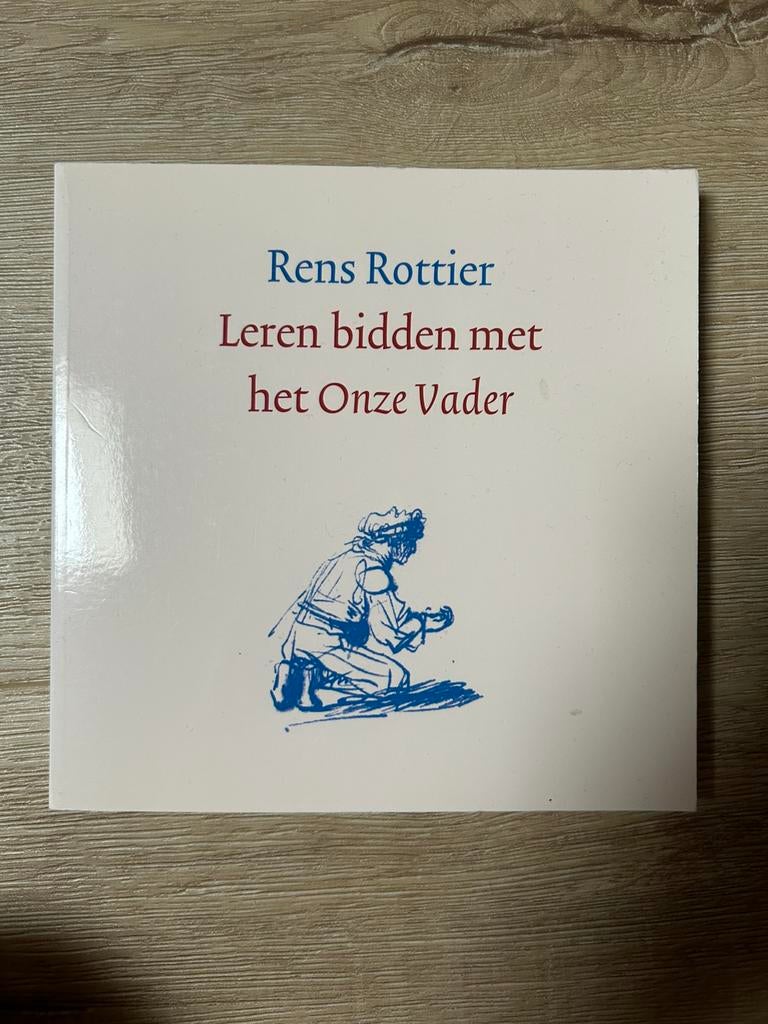 Rens Rottier
Leren bidden met
het Onze Vader